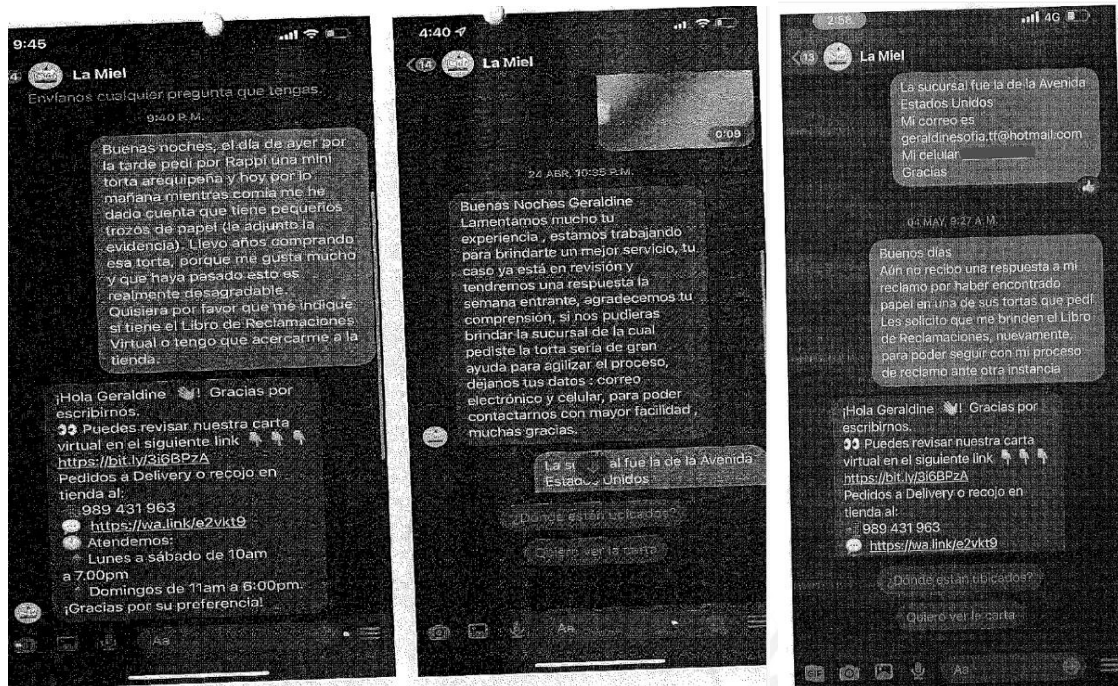 9:45
4
La Miel
Envíanos cualquier pregunta que tengas.
9:40 P. M.
Buenas noches, el día de ayer por
la tarde pedí por Rappi una mini
torta arequipeña y hoy por lo
mañana mientras comía me he
dado cuenta que tiene pequeños
trozos de papel (le adjunto la
evidencia). Llevo años comprando
esa torta, porque me gusta mucho
y que haya pasado esto es
realmente desagradable.
Quisiera por favor que me indique
si tiene el Libro de Reclamaciones
Virtual o tengo que acercarme a la
tienda.
¡Hola Geraldine 👋! Gracias por
escribirnos.
👀 Puedes revisar nuestra carta
virtual en el siguiente link 👇👇👇
https://bit.ly/3i6BPzA
Pedidos a Delivery o recojo en
tienda al:
989 431 963
💬 https://wa.link/e2vkt9
🕐 Atendemos:
Lunes a sábado de 10am
a 7.00pm
Domingos de 11am a 6:00pm.
¡Gracias por su preferencia!
Aa
4:40
14
La Miel
0:09
24 ABR, 10:35 P.M.
Buenas Noches Geraldine
Lamentamos mucho tu
experiencia , estamos trabajando
para brindarte un mejor servicio, tu
caso ya está en revisión y
tendremos una respuesta la
semana entrante, agradecemos tu
comprensión, si nos pudieras
brindar la sucursal de la cual
pediste la torta sería de gran
ayuda para agilizar el proceso,
déjanos tus datos : correo
electrónico y celular, para poder
contactarnos con mayor facilidad ,
muchas gracias.
La su al fue la de la Avenida
Estados Unidos
¿Dónde están ubicados?
Quiero ver la carta
Aa
2:58
4G
13
La Miel
La sucursal fue la de la Avenida
Estados Unidos
Mi correo es
geraldinesofia.tf@hotmail.com
Mi celular
Gracias
04 MAY, 9:27 A. M.
Buenos días
Aún no recibo una respuesta a mi
reclamo por haber encontrado
papel en una de sus tortas que pedí
Les solicito que me brinden el Libro
de Reclamaciones, nuevamente,
para poder seguir con mi proceso
de reclamo ante otra instancia
¡Hola Geraldine 👋! Gracias por
escribirnos.
👀 Puedes revisar nuestra carta
virtual en el siguiente link 👇👇👇
https://bit.ly/3i6BPzA
Pedidos a Delivery o recojo en
tienda al:
989 431 963
💬 https://wa.link/e2vkt9
¿Dónde están ubicados?
Quiero ver la carta
GIF
Aa